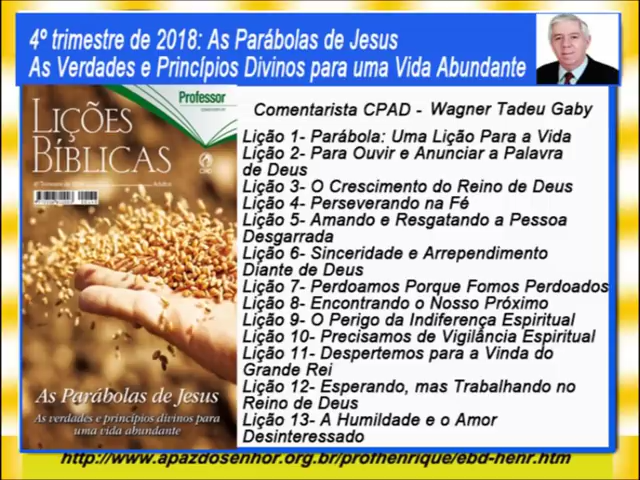 4º trimestre de 2018: As Parábolas de Jesus
As Verdades e Princípios Divinos para uma Vida Abundante
Professor
LIÇÕES
BÍBLICAS
CPAD
Adultos
As Parábolas de Jesus
As verdades e princípios divinos para
uma vida abundante
Comentarista CPAD - Wagner Tadeu Gaby
Lição 1- Parábola: Uma Lição Para a Vida
Lição 2- Para Ouvir e Anunciar a Palavra
de Deus
Lição 3- O Crescimento do Reino de Deus
Lição 4- Perseverando na Fé
Lição 5- Amando e Resgatando a Pessoa
Desgarrada
Lição 6- Sinceridade e Arrependimento
Diante de Deus
Lição 7- Perdoamos Porque Fomos Perdoados
Lição 8- Encontrando o Nosso Próximo
Lição 9- O Perigo da Indiferença Espiritual
Lição 10- Precisamos de Vigilância Espiritual
Lição 11- Despertemos para a Vinda do
Grande Rei
Lição 12- Esperando, mas Trabalhando no
Reino de Deus
Lição 13- A Humildade e o Amor
Desinteressado
http://www.apazdosenhor.org.br/profhenrique/ebd-henr.htm